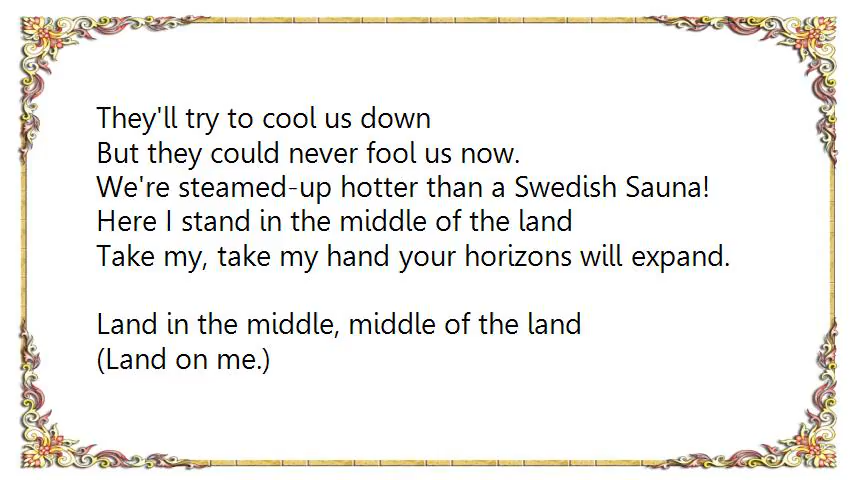 They'll try to cool us down
But they could never fool us now.
We're steamed-up hotter than a Swedish Sauna!
Here I stand in the middle of the land
Take my, take my hand your horizons will expand.

Land in the middle, middle of the land
(Land on me.)